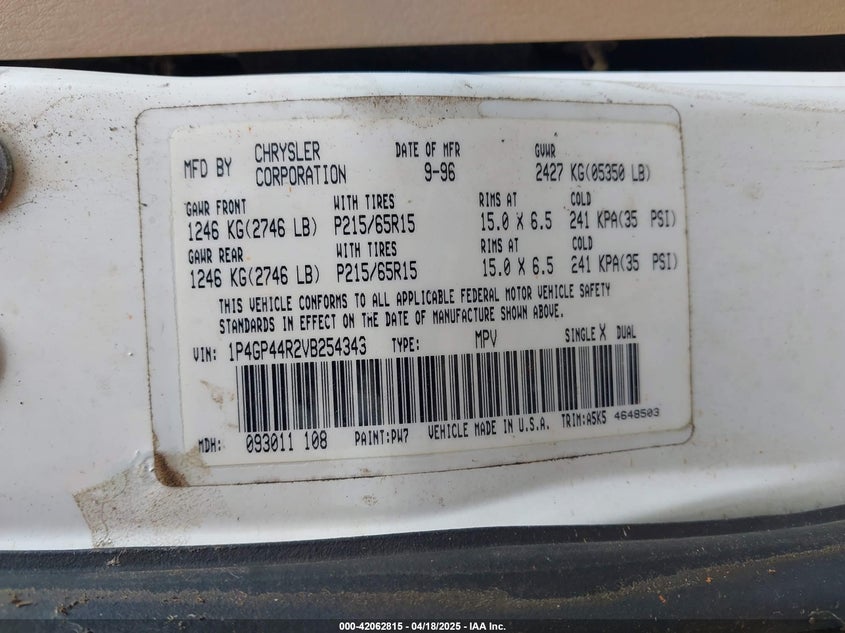 MFD BY CHRYSLER CORPORATION DATE OF MFR 9-96 GVWR 2427 KG(05350 LB)
GAWR FRONT WITH TIRES RIMS AT COLD
1246 KG(2746 LB) P215/65R15 15.0 X 6.5 241 KPA(35 PSI)
GAWR REAR WITH TIRES RIMS AT COLD
1246 KG(2746 LB) P215/65R15 15.0 X 6.5 241 KPA(35 PSI)
THIS VEHICLE CONFORMS TO ALL APPLICABLE FEDERAL MOTOR VEHICLE SAFETY
STANDARDS IN EFFECT ON THE DATE OF MANUFACTURE SHOWN ABOVE.
VIN: 1P4GP44R2VB254343 TYPE: MPV SINGLE X DUAL
MDH: 093011 108 PAINT:PW7 VEHICLE MADE IN U.S.A. TRIM:A5K5 4648503
000-42062815 - 04/18/2025 - IAA Inc.